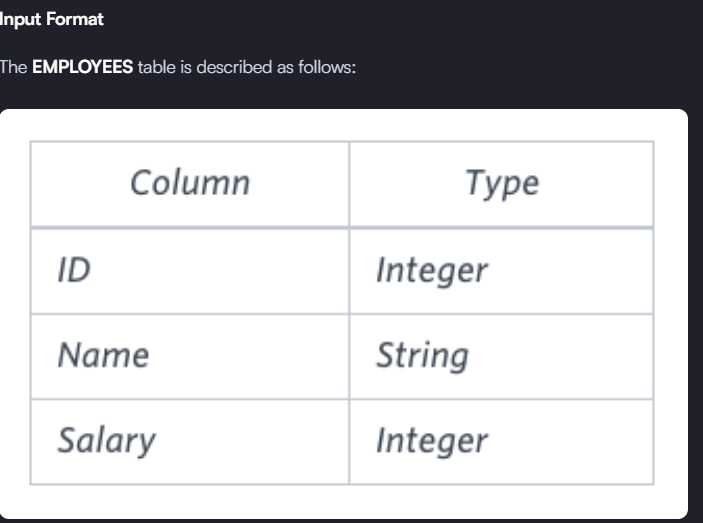 Input Format
The EMPLOYEES table is described as follows:
Column Type
ID Integer
Name String
Salary Integer